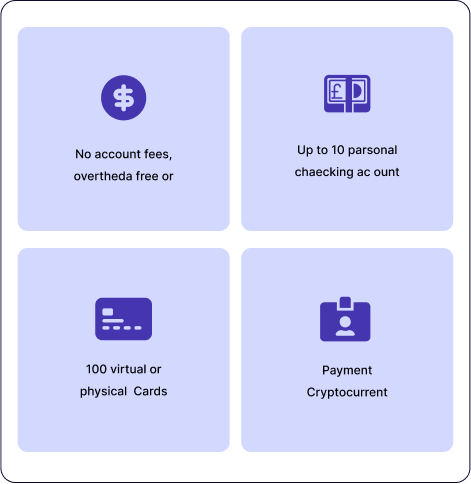 $
No account fees,
overtheda free or
£
Up to 10 parsonal
chaecking ac ount
100 virtual or
physical  Cards
Payment
Cryptocurrent